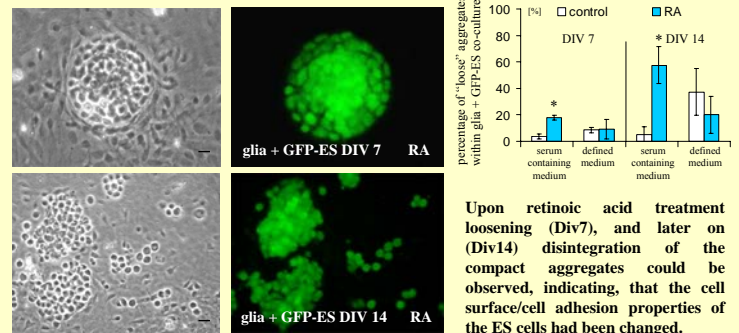 glia + GFP-ES DIV 7 RA
glia + GFP-ES DIV 14 RA
percentage of “loose” aggregates
within glia + GFP-ES co-culture
[%]
control
RA
DIV 7
DIV 14
100
80
60
40
20
0
*
*
serum
containing
medium
defined
medium
serum
containing
medium
defined
medium
Upon retinoic acid treatment
loosening (Div7), and later on
(Div14) disintegration of the
compact aggregates could be
observed, indicating, that the cell
surface/cell adhesion properties of
the ES cells had been changed.